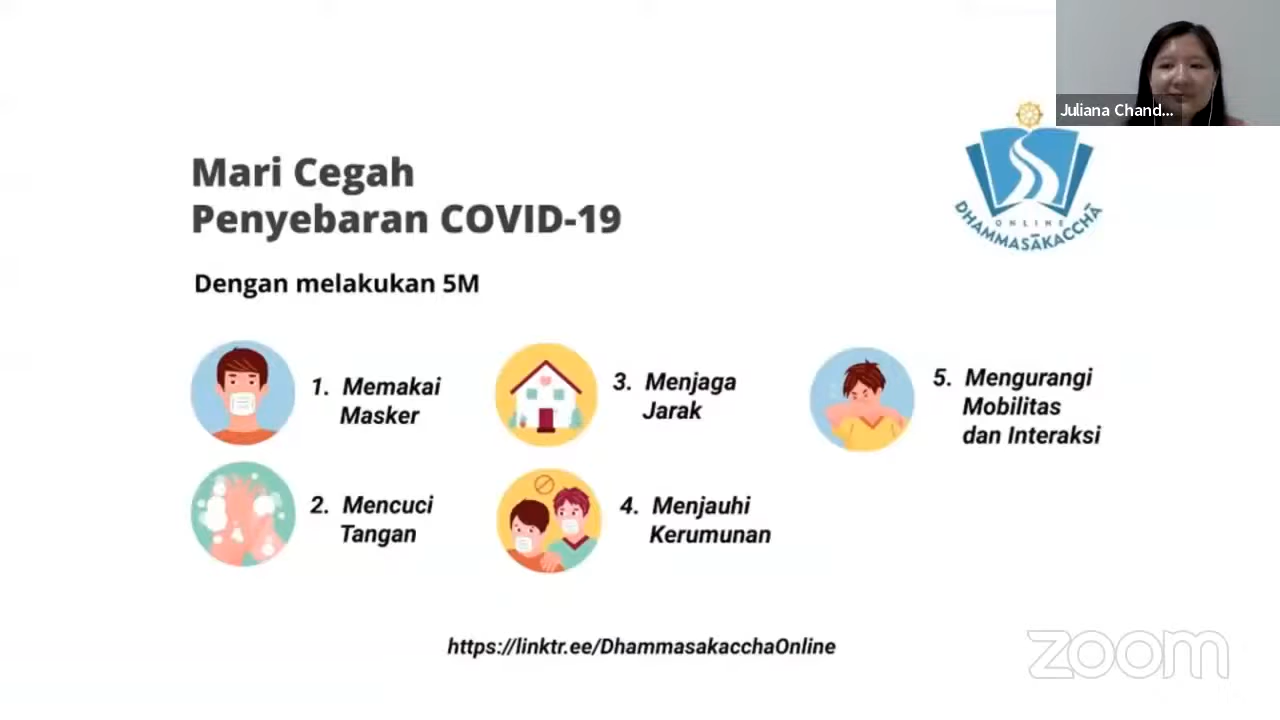 Juliana Chand...
Mari Cegah
Penyebaran COVID-19
ONLINE
DHAMMASĀKACCHĀ
Dengan melakukan 5M
1. Memakai
Masker
2. Mencuci
Tangan
3. Menjaga
Jarak
4. Menjauhi
Kerumunan
5. Mengurangi
Mobilitas
dan Interaksi
https://linktr.ee/DhammasakacchaOnline
zoom